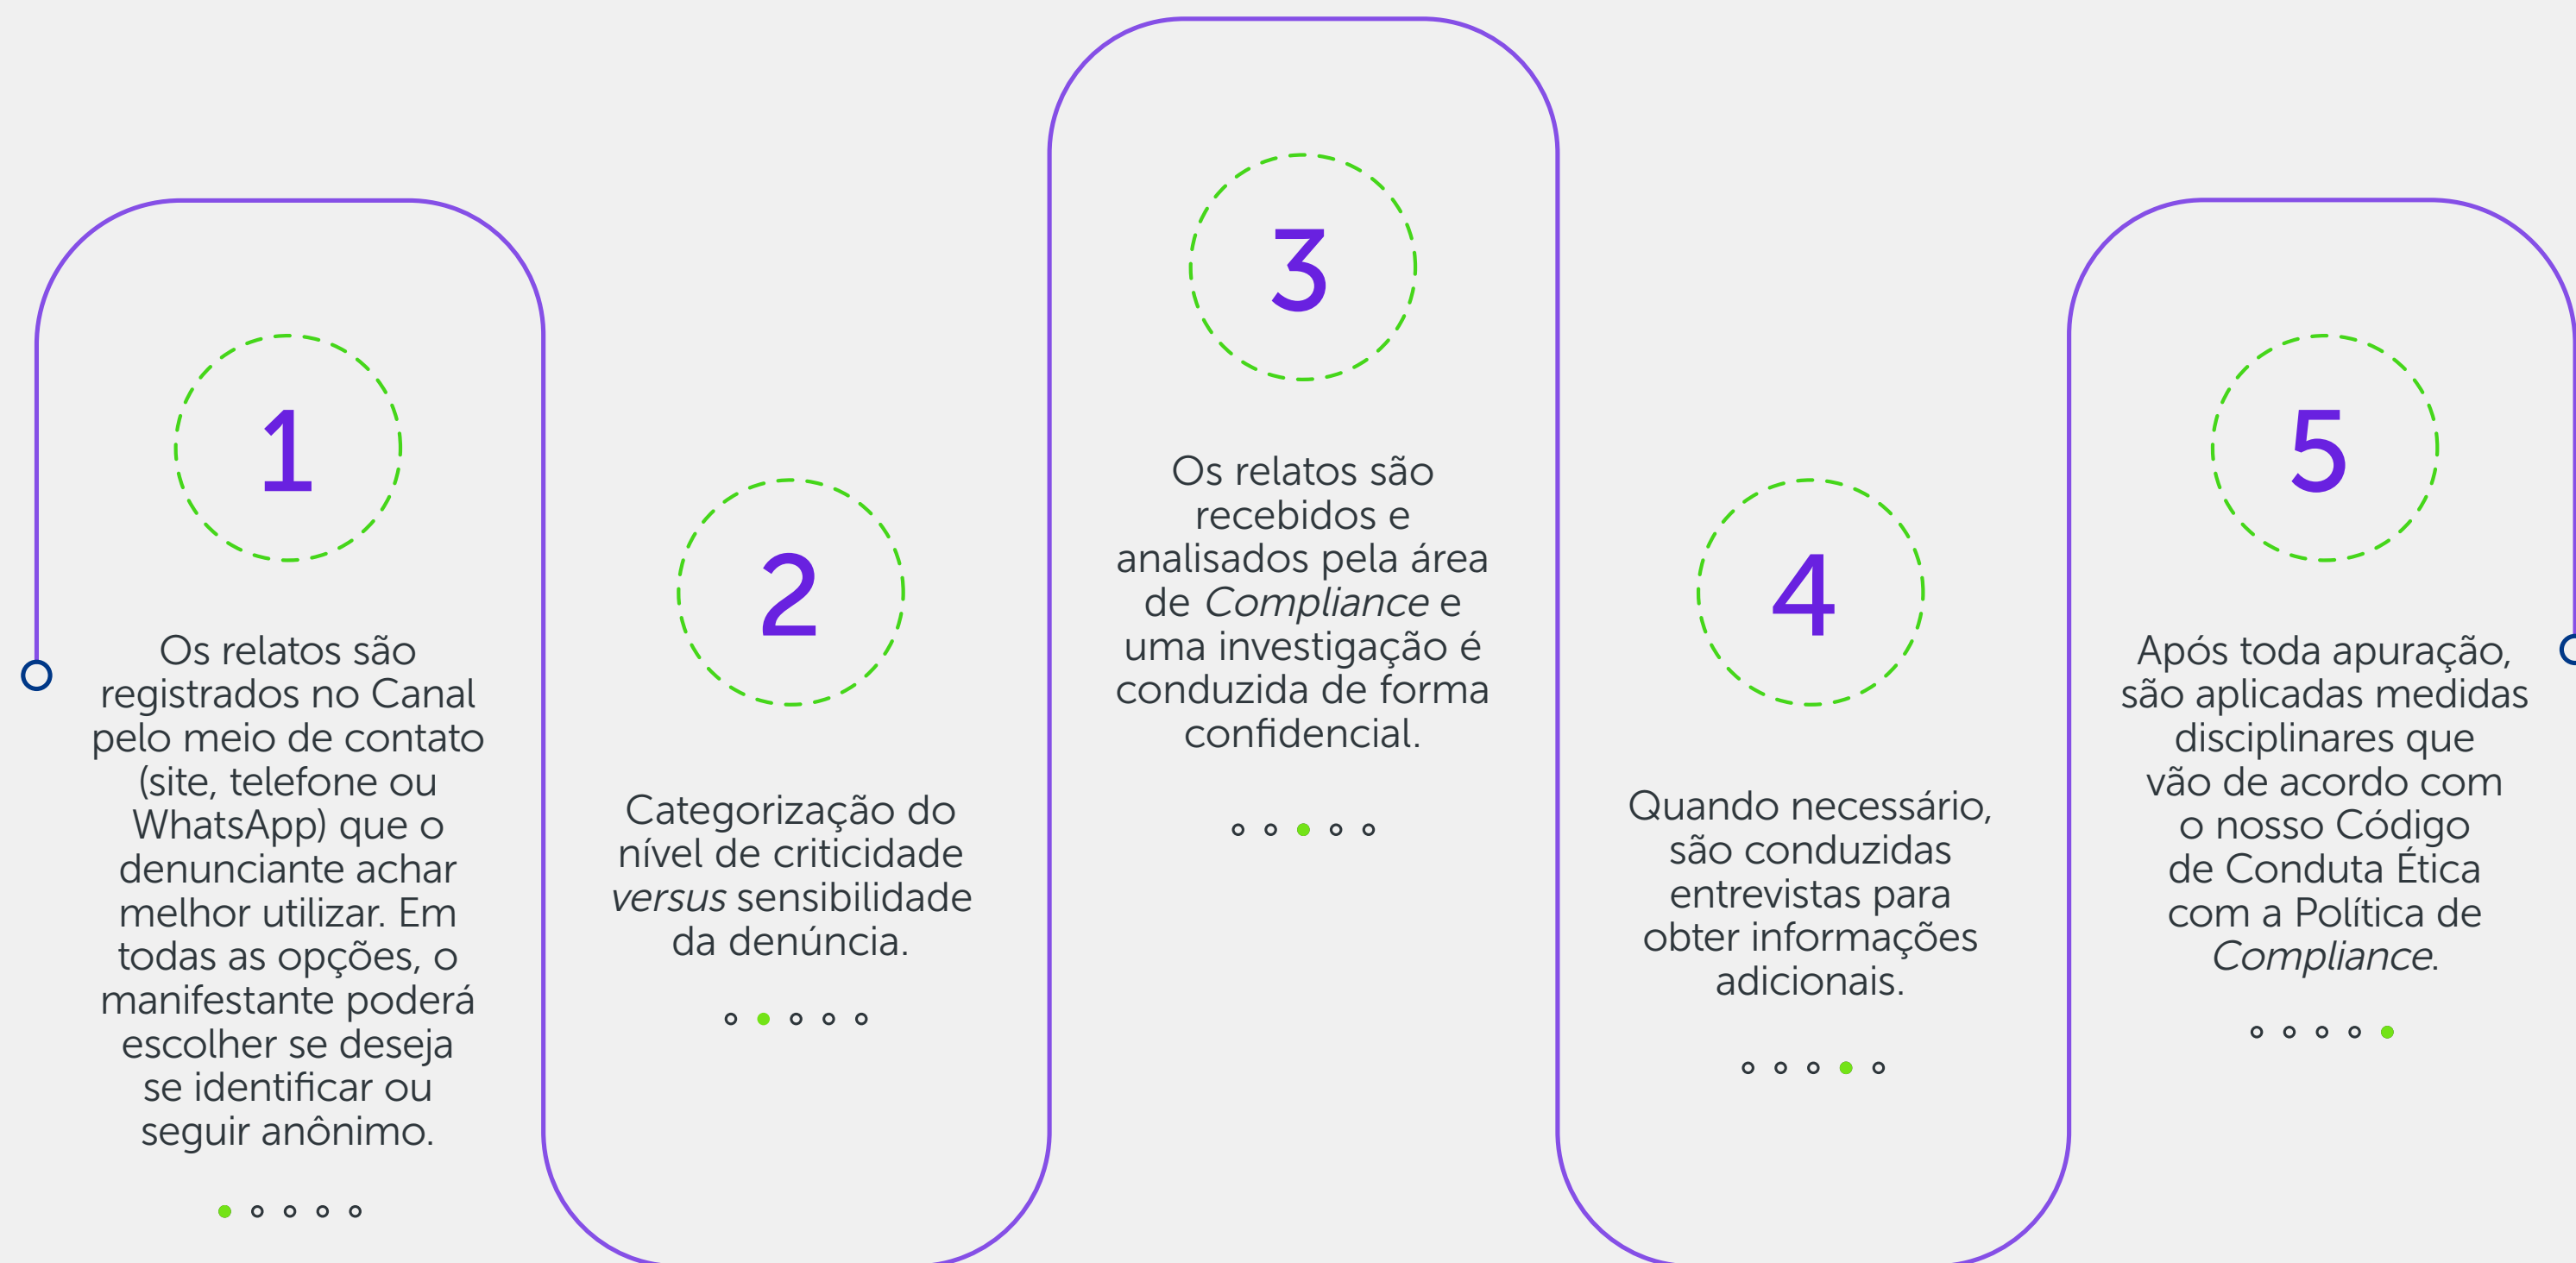 1
Os relatos são
registrados no Canal
pelo meio de contato
(site, telefone ou
WhatsApp) que o
denunciante achar
melhor utilizar. Em
todas as opções, o
manifestante poderá
escolher se deseja
se identificar ou
seguir anônimo.
2
Categorização do
nível de criticidade
versus sensibilidade
da denúncia.
3
Os relatos são
recebidos e
analisados pela área
de Compliance e
uma investigação é
conduzida de forma
confidencial.
4
Quando necessário,
são conduzidas
entrevistas para
obter informações
adicionais.
5
Após toda apuração,
são aplicadas medidas
disciplinares que
vão de acordo com
o nosso Código
de Conduta Ética
com a Política de
Compliance.